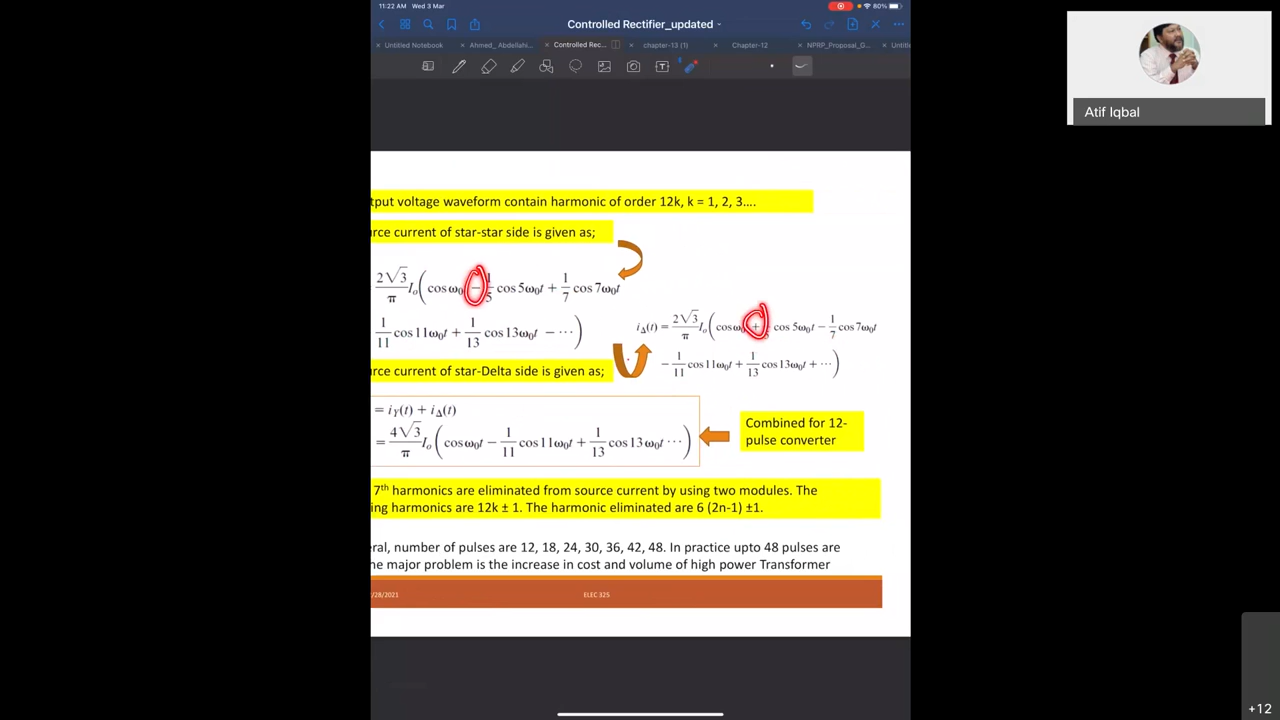 11:22 AM Wed 3 Mar
80%
Controlled Rectifier_updated
Untitled Notebook
Ahmed_ Abdellahi...
Controlled Rec...
chapter-13 (1)
Chapter-12
NPRP_Proposal_G...
Untitl
Atif Iqbal
tput voltage waveform contain harmonic of order 12k, k = 1, 2, 3….
rce current of star-star side is given as;
2√3/π I₀(cos ω₀ − 1/5 cos 5ω₀t + 1/7 cos 7ω₀t
1/11 cos 11ω₀t + 1/13 cos 13ω₀t − ⋯)
i_Δ(t) = 2√3/π I₀(cos ω₀ + cos 5ω₀t − 1/7 cos 7ω₀t
− 1/11 cos 11ω₀t + 1/13 cos 13ω₀t + ⋯)
rce current of star-Delta side is given as;
= i_Y(t) + i_Δ(t)
= 4√3/π I₀(cos ω₀t − 1/11 cos 11ω₀t + 1/13 cos 13 ω₀t ⋯)
Combined for 12-
pulse converter
7th harmonics are eliminated from source current by using two modules. The
ing harmonics are 12k ± 1. The harmonic eliminated are 6 (2n-1) ±1.
eral, number of pulses are 12, 18, 24, 30, 36, 42, 48. In practice upto 48 pulses are
he major problem is the increase in cost and volume of high power Transformer
/28/2021
ELEC 325
+12